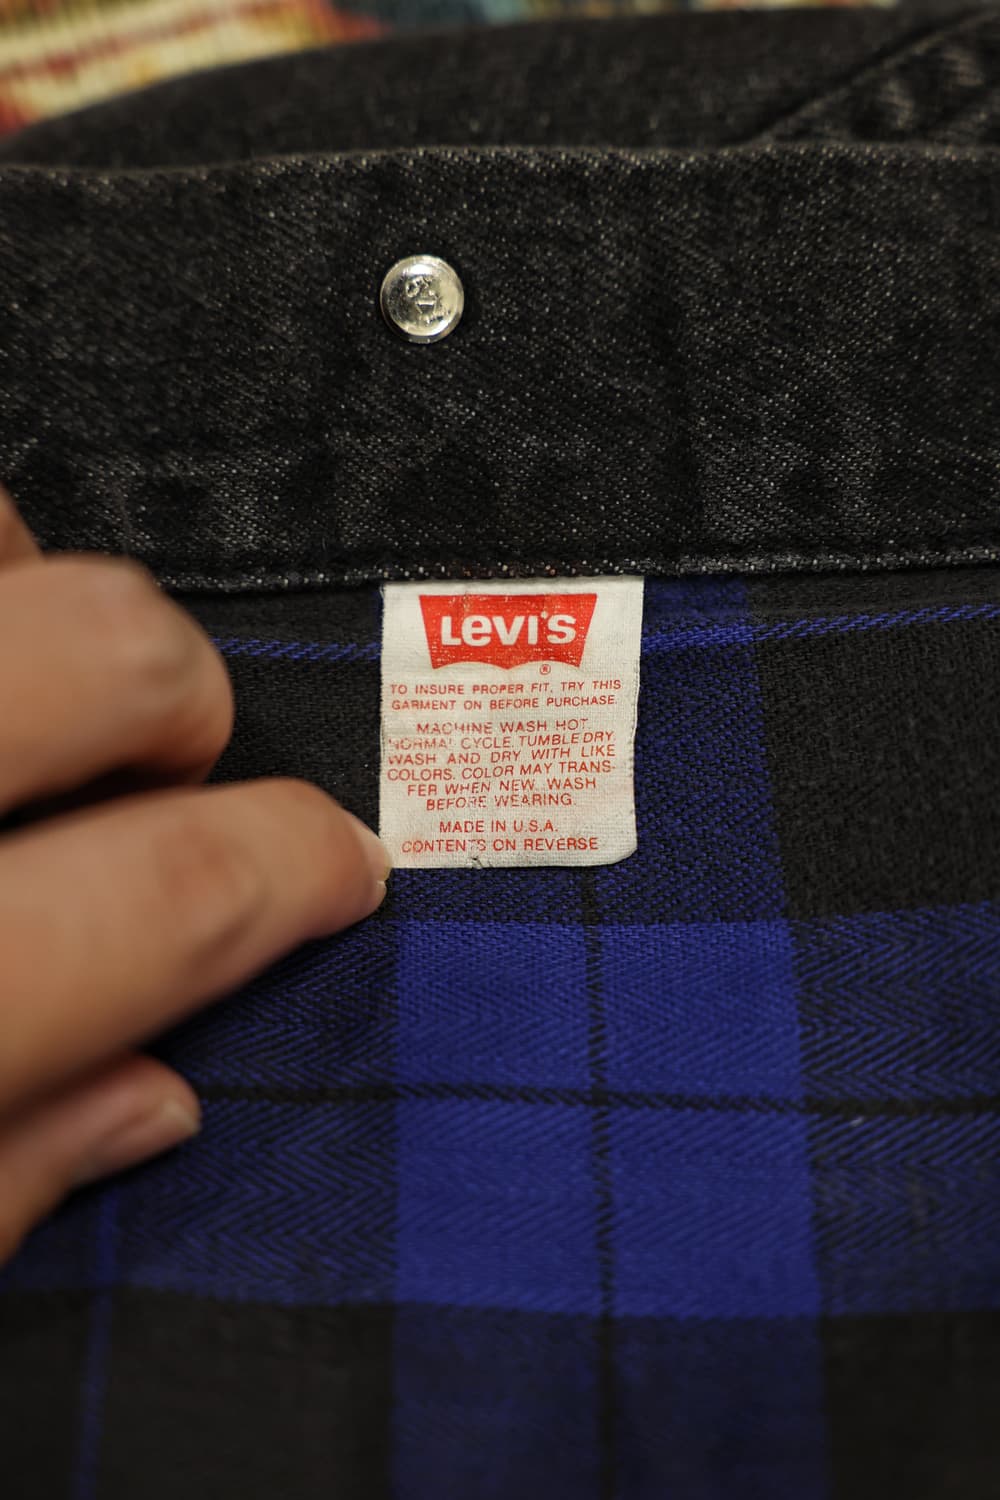 Levi's
®
TO INSURE PROPER FIT, TRY THIS
GARMENT ON BEFORE PURCHASE.
MACHINE WASH HOT
NORMAL CYCLE. TUMBLE DRY.
WASH AND DRY WITH LIKE
COLORS. COLOR MAY TRANS-
FER WHEN NEW. WASH
BEFORE WEARING.
MADE IN U.S.A.
CONTENTS ON REVERSE